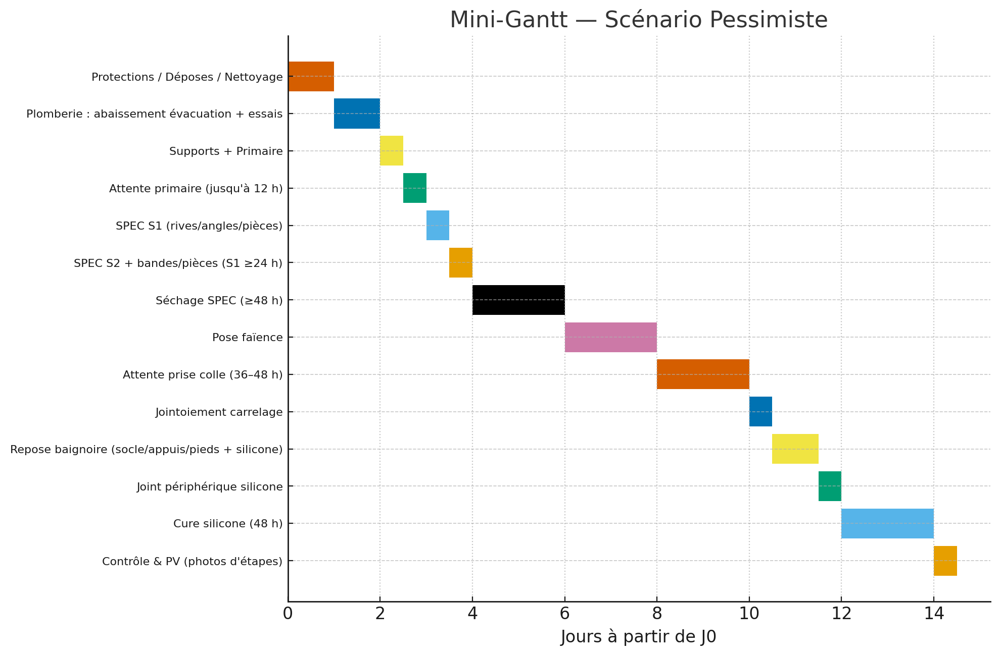 Mini-Gantt — Scénario Pessimiste
Protections / Déposes / Nettoyage
Plomberie : abaissement évacuation + essais
Supports + Primaire
Attente primaire (jusqu'à 12 h)
SPEC S1 (rives/angles/pièces)
SPEC S2 + bandes/pièces (S1 ≥24 h)
Séchage SPEC (≥48 h)
Pose faïence
Attente prise colle (36–48 h)
Jointoiement carrelage
Repose baignoire (socle/appuis/pieds + silicone)
Joint périphérique silicone
Cure silicone (48 h)
Contrôle & PV (photos d'étapes)
0 2 4 6 8 10 12 14
Jours à partir de J0